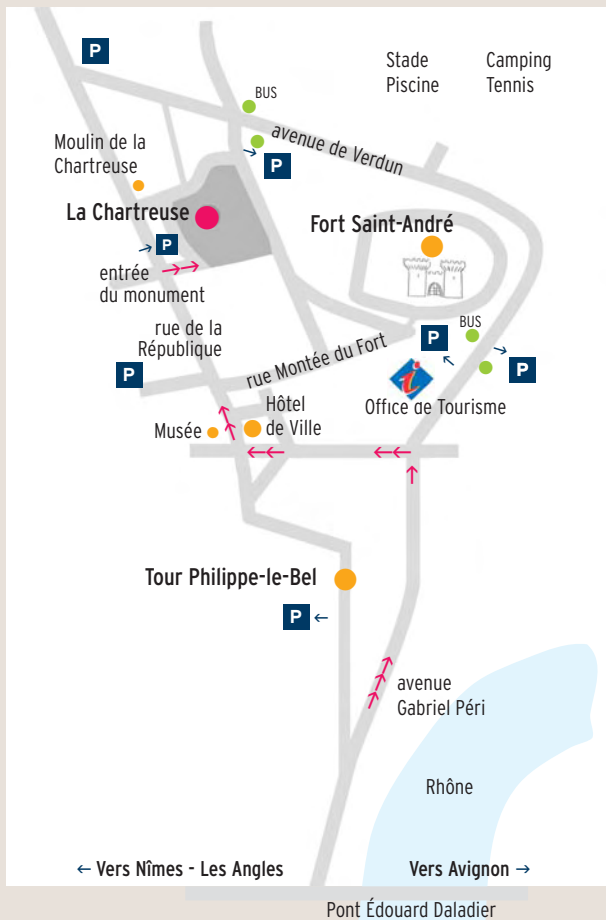 P
Stade
Piscine
Camping
Tennis
BUS
avenue de Verdun
P
Moulin de la
Chartreuse
La Chartreuse
Fort Saint-André
P
entrée
du monument
rue de la
République
BUS
P
P
P
rue Montée du Fort
i
Office de Tourisme
Hôtel
de Ville
Musée
Tour Philippe-le-Bel
P ←
avenue
Gabriel Péri
Rhône
← Vers Nîmes - Les Angles
Vers Avignon →
Pont Édouard Daladier